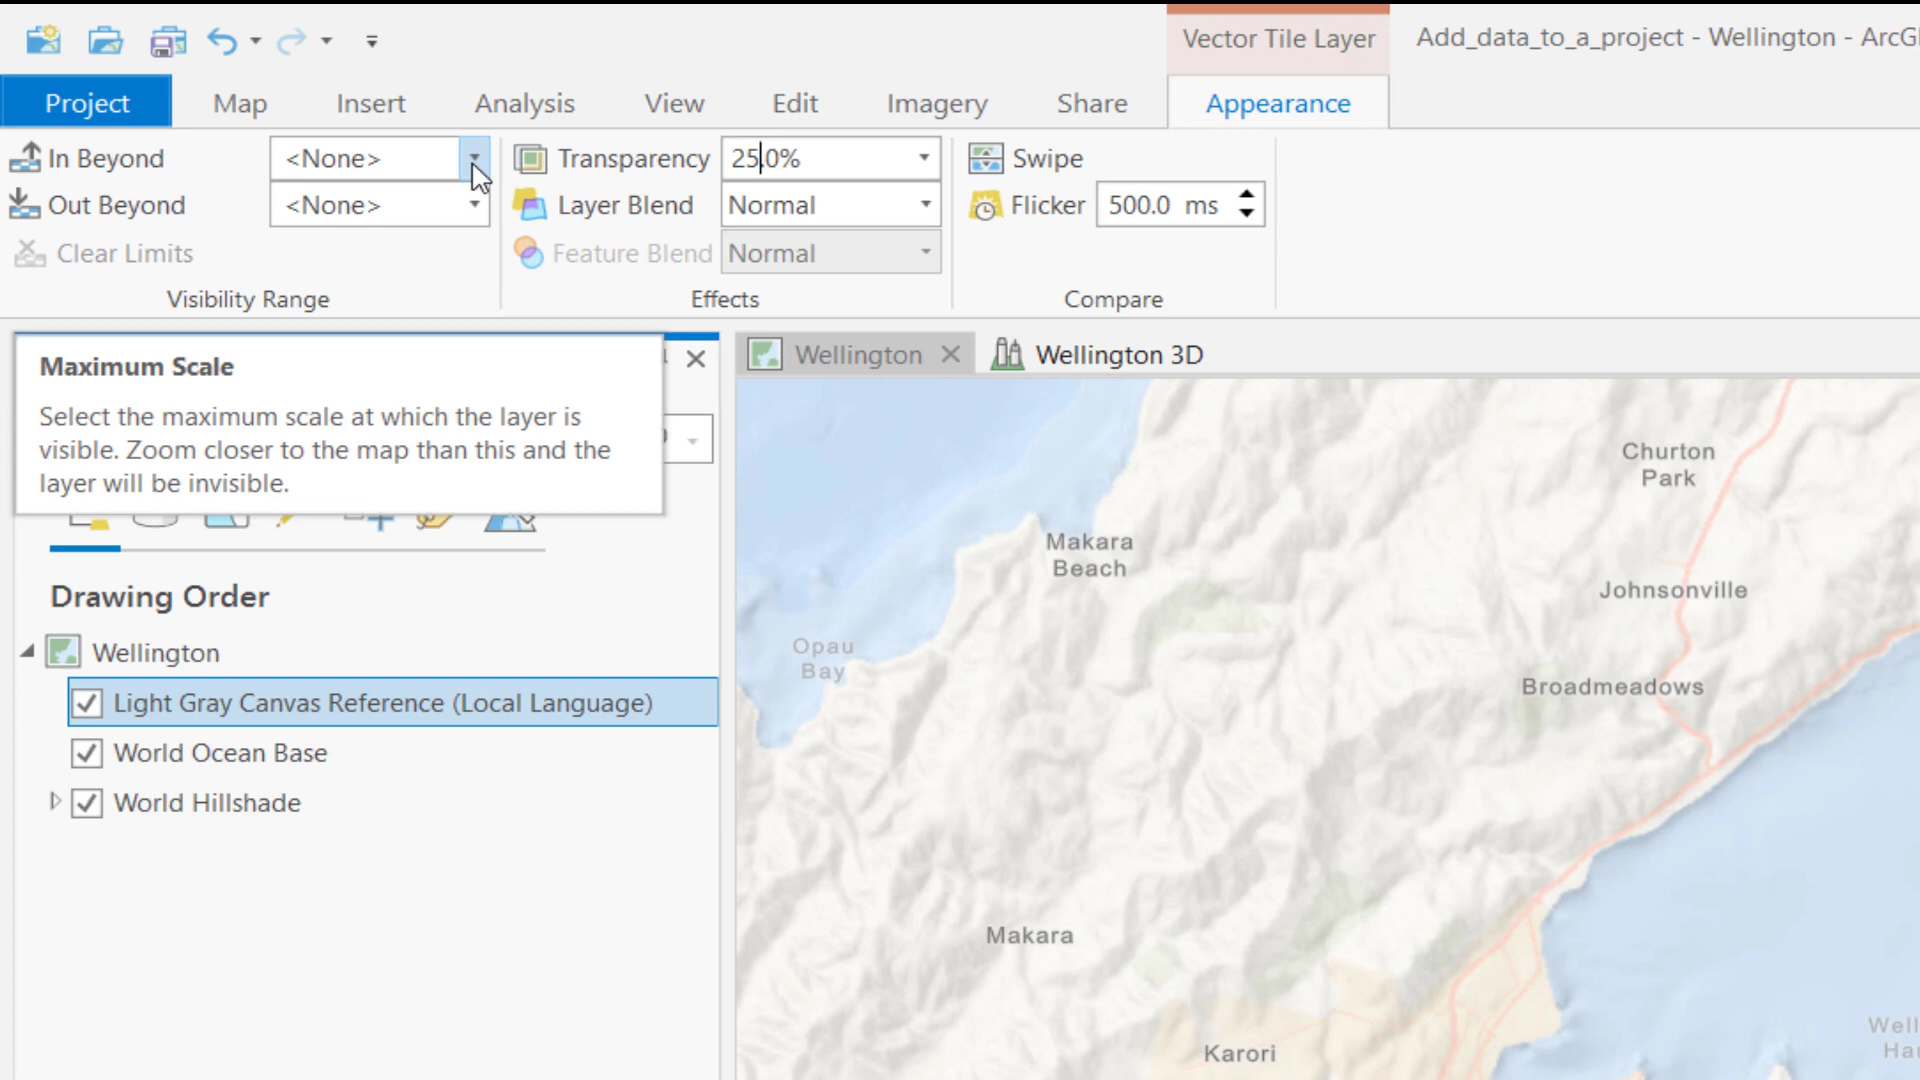 Vector Tile Layer
Add_data_to_a_project - Wellington - ArcG
Project Map Insert Analysis View Edit Imagery Share Appearance
In Beyond <None>
Out Beyond <None>
Clear Limits
Visibility Range
Transparency 25.0%
Layer Blend Normal
Feature Blend Normal
Effects
Swipe
Flicker 500.0 ms
Compare
Maximum Scale
Select the maximum scale at which the layer is
visible. Zoom closer to the map than this and the
layer will be invisible.
Drawing Order
Wellington
Light Gray Canvas Reference (Local Language)
World Ocean Base
World Hillshade
Wellington
Wellington 3D
Churton
Park
Makara
Beach
Johnsonville
Opau
Bay
Broadmeadows
Makara
Karori
Well
Har